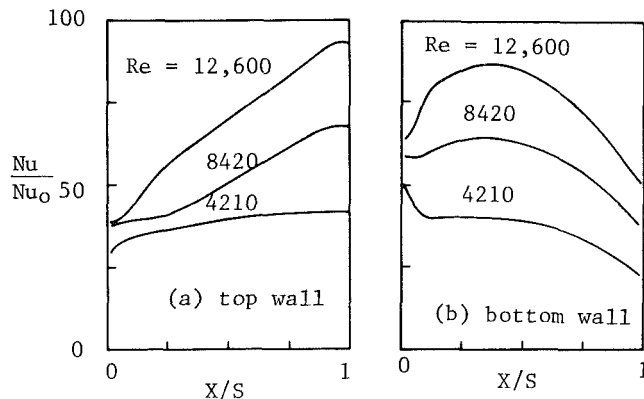 100
50
0
Nu
Nu₀
Re = 12,600
8420
4210
(a) top wall
0
1
X/S
Re = 12,600
8420
4210
(b) bottom wall
0
1
X/S